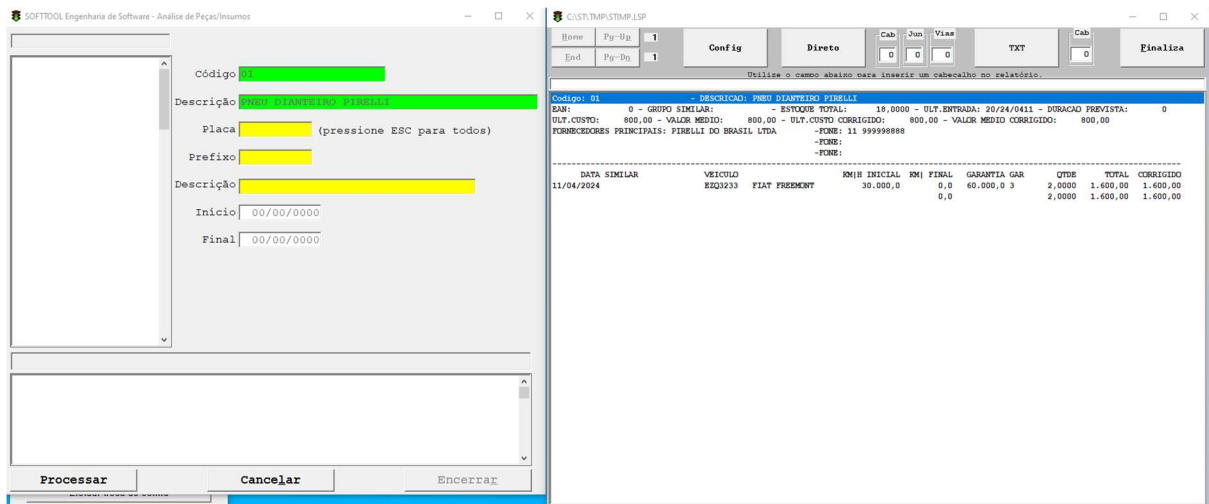 SOFTTOOL Engenharia de Software - Análise de Peças/Insumos
Código 01
Descrição PNEU DIANTEIRO PIRELLI
Placa (pressione ESC para todos)
Prefixo
Descrição
Início 00/00/0000
Final 00/00/0000
Processar Cancelar Encerrar
C:\ST\TMP\STIMP.LSP
Home Pg-Up 1 Config Direto Cab Jun Vias TXT Cab Finaliza
End Pg-Dn 1 0 0 0 0
Utilize o campo abaixo para inserir um cabecalho no relatório.
Codigo: 01 - DESCRICAO: PNEU DIANTEIRO PIRELLI
EAN: 0 - GRUPO SIMILAR: - ESTOQUE TOTAL: 18,0000 - ULT.ENTRADA: 20/24/0411 - DURACAO PREVISTA: 0
ULT.CUSTO: 800,00 - VALOR MEDIO: 800,00 - ULT.CUSTO CORRIGIDO: 800,00 - VALOR MEDIO CORRIGIDO: 800,00
FORNECEDORES PRINCIPAIS: PIRELLI DO BRASIL LTDA -FONE: 11 999998888
-FONE:
-FONE:
DATA SIMILAR VEICULO KM|H INICIAL KM| FINAL GARANTIA GAR QTDE TOTAL CORRIGIDO
11/04/2024 EZQ3233 FIAT FREEMONT 30.000,0 0,0 60.000,0 3 2,0000 1.600,00 1.600,00
0,0 2,0000 1.600,00 1.600,00